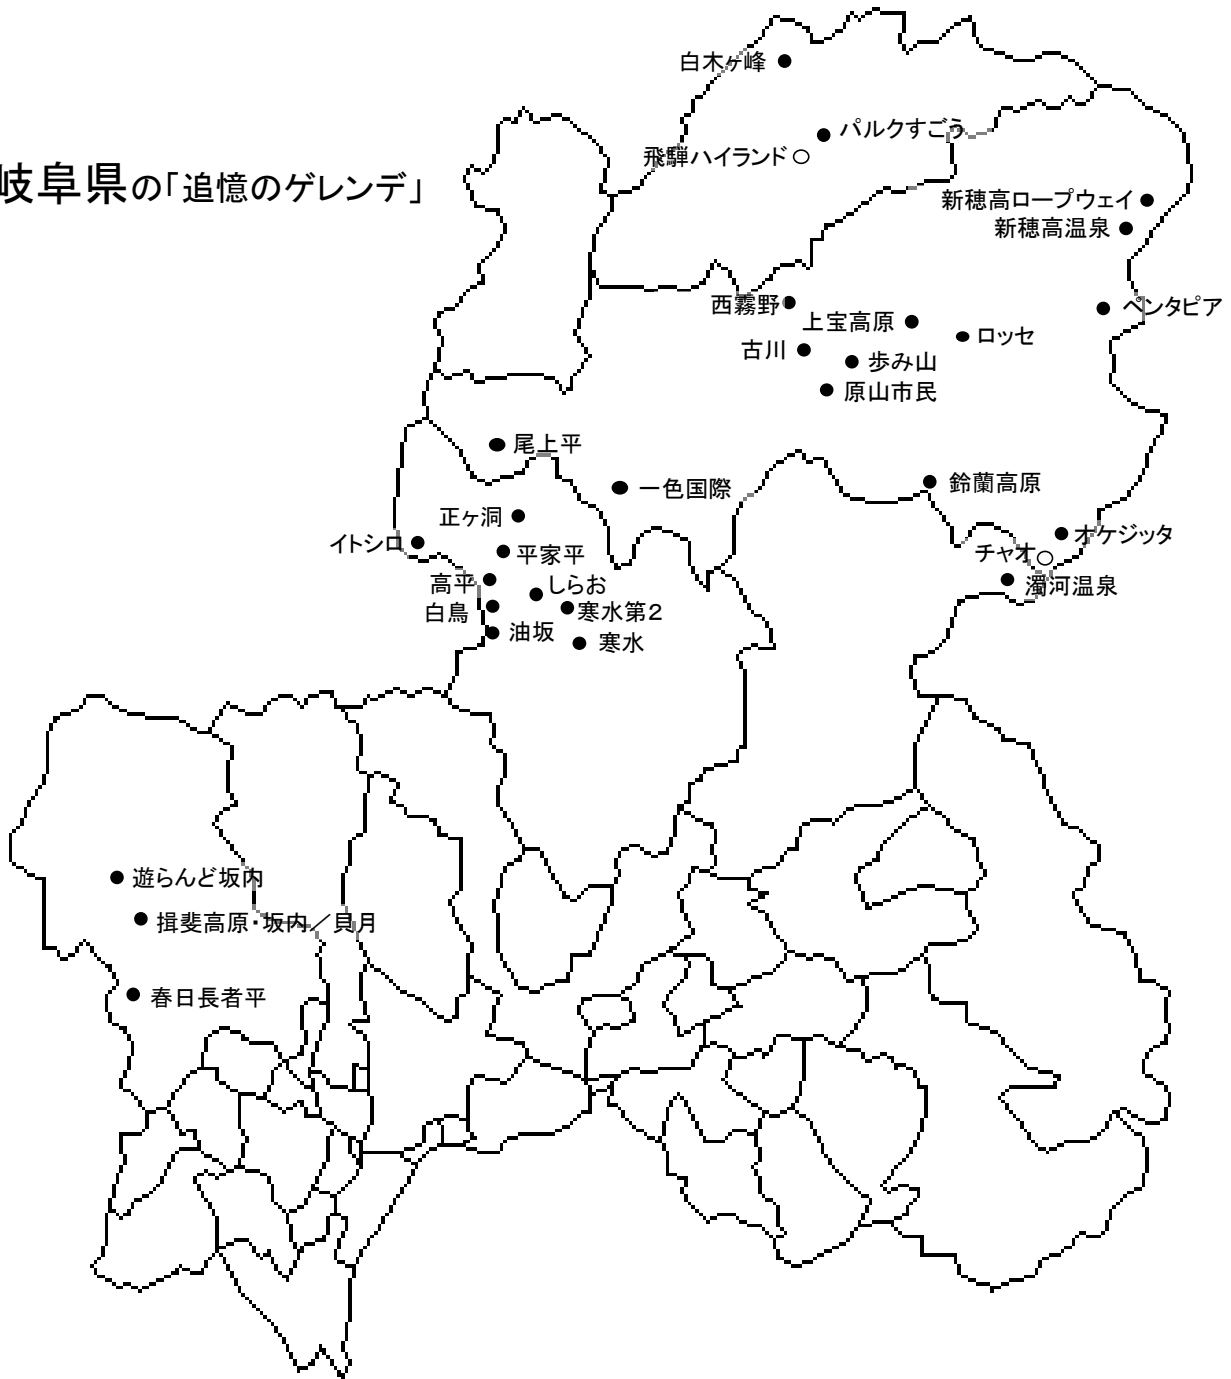 白木ヶ峰
パルクすごう
飛騨ハイランド
岐阜県の「追憶のゲレンデ」
新穂高ロープウェイ
新穂高温泉
西霧野
ペンタピア
上宝高原
ロッセ
古川
歩み山
原山市民
尾上平
一色国際
鈴蘭高原
正ヶ洞
イトシロ
オケジッタ
平家平
チャオ
高平
しらお
濁河温泉
白鳥
寒水第2
油坂
寒水
遊らんど坂内
揖斐高原・坂内／貝月
春日長者平